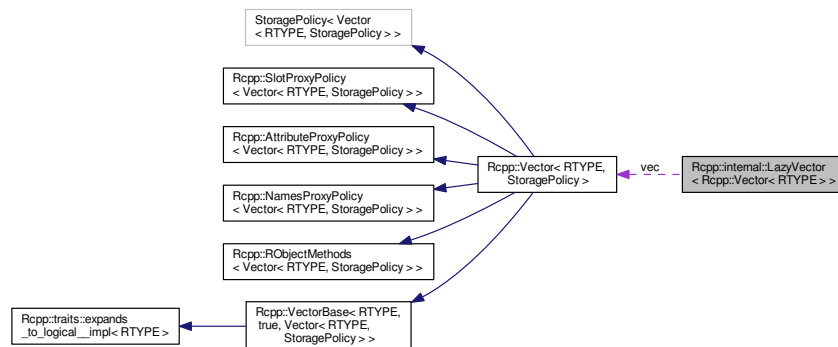 StoragePolicy< Vector
< RTYPE, StoragePolicy > >
Rcpp::SlotProxyPolicy
< Vector< RTYPE, StoragePolicy > >
Rcpp::AttributeProxyPolicy
< Vector< RTYPE, StoragePolicy > >
Rcpp::NamesProxyPolicy
< Vector< RTYPE, StoragePolicy > >
Rcpp::RObjectMethods
< Vector< RTYPE, StoragePolicy > >
Rcpp::traits::expands
_to_logical__impl< RTYPE >
Rcpp::VectorBase< RTYPE,
true, Vector< RTYPE,
StoragePolicy > >
Rcpp::Vector< RTYPE,
StoragePolicy >
vec
Rcpp::internal::LazyVector
< Rcpp::Vector< RTYPE > >